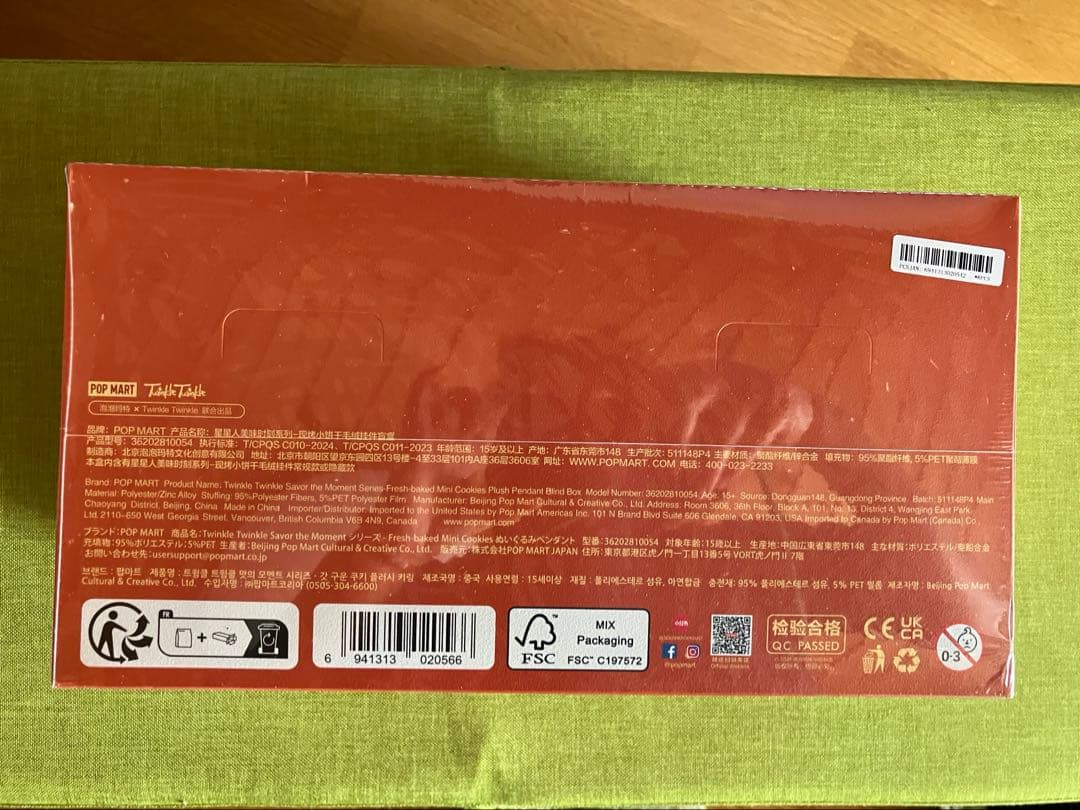 POP MART Twinkle Twinkle
泡泡玛特 × Twinkle Twinkle 联合出品
品牌：POP MART 产品名称：星星人美味时刻系列-现烤小饼干毛绒挂件盲盒
产品型号：36202810054 执行标准：T/CPQS C010-2024，T/CPQS C011-2023 年龄范围：15岁及以上 产地：广东省东莞市148 生产批次：511148P4 主要材质：聚酯纤维/锌合金 填充物：95%聚酯纤维, 5%PET聚酯薄膜
制造商：北京泡泡玛特文化创意有限公司 地址：北京市朝阳区望京东园四区13号楼-4至33层101内A座36层3606室 网址：WWW.POPMART.COM 电话：400-023-2233
本盒内含有星星人美味时刻系列-现烤小饼干毛绒挂件常规款或隐藏款
Brand: POP MART Product Name: Twinkle Twinkle Savor the Moment Series-Fresh-baked Mini Cookies Plush Pendant Blind Box Model Number: 36202810054 Age: 15+ Source: Dongguan148, Guangdong Province Batch: 511148P4 Main
Material: Polyester/Zinc Alloy Stuffing: 95%Polyester Fibers, 5%PET Polyester Film Manufacturer: Beijing Pop Mart Cultural & Creative Co., Ltd. Address: Room 3606, 36th Floor, Block A, 101, No. 13, District 4, Wangjing East Park,
Chaoyang District, Beijing, China Made in China Importer/Distributor: Imported to the United States by Pop Mart Americas Inc. 101 N Brand Blvd Suite 606 Glendale, CA 91203, USA Imported to Canada by Pop Mart (Canada) Co.,
Ltd. 2110-650 West Georgia Street, Vancouver, British Columbia V6B 4N9, Canada www.popmart.com
ブランド:POP MART 商品名:Twinkle Twinkle Savor the Moment シリーズ - Fresh-baked Mini Cookies ぬいぐるみペンダント 型番:36202810054 対象年齢:15歳以上 生産地:中国広東省東莞市148 主な材質:ポリエステル/亜鉛合金
充填物:95%ポリエステル;5%PET 生産者:Beijing Pop Mart Cultural & Creative Co., Ltd. 販売元:株式会社POP MART JAPAN 住所:東京都港区虎ノ門一丁目13番5号 VORT虎ノ門Ⅱ 7階
お問い合わせ先:usersupport@popmart.co.jp
브랜드 : 팝마트 제품명 : 트윙클 트윙클 맛의 모멘트 시리즈 - 갓 구운 쿠키 플러시 키링 제조국명 : 중국 사용연령 : 15세이상 재질 : 폴리에스테르 섬유, 아연합금 충전재: 95% 폴리에스테르 섬유, 5% PET 필름 제조자명 : Beijing Pop Mart
Cultural & Creative Co., Ltd. 수입자명 : ㈜팝마트코리아 (0505-304-6600)
FR
+
6 941313 020566
FSC
MIX
Packaging
FSC™ C197572
@popmart
检验合格
QC PASSED
CE UK CA
0-3